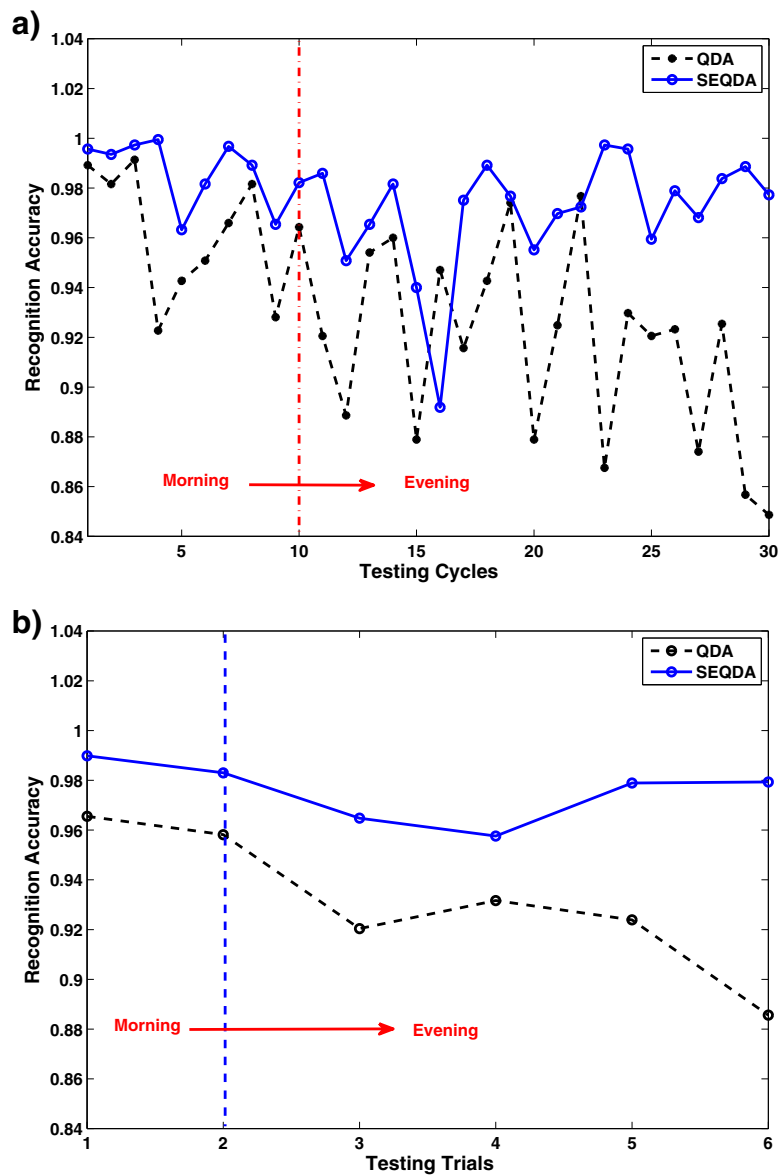 a)
1.04
1.02
1
0.98
0.96
0.94
0.92
0.9
0.88
0.86
0.84
Recognition Accuracy
QDA
SEQDA
Morning
Evening
5 10 15 20 25 30
Testing Cycles
b)
1.04
1.02
1
0.98
0.96
0.94
0.92
0.9
0.88
0.86
0.84
Recognition Accuracy
QDA
SEQDA
Morning
Evening
1 2 3 4 5 6
Testing Trials